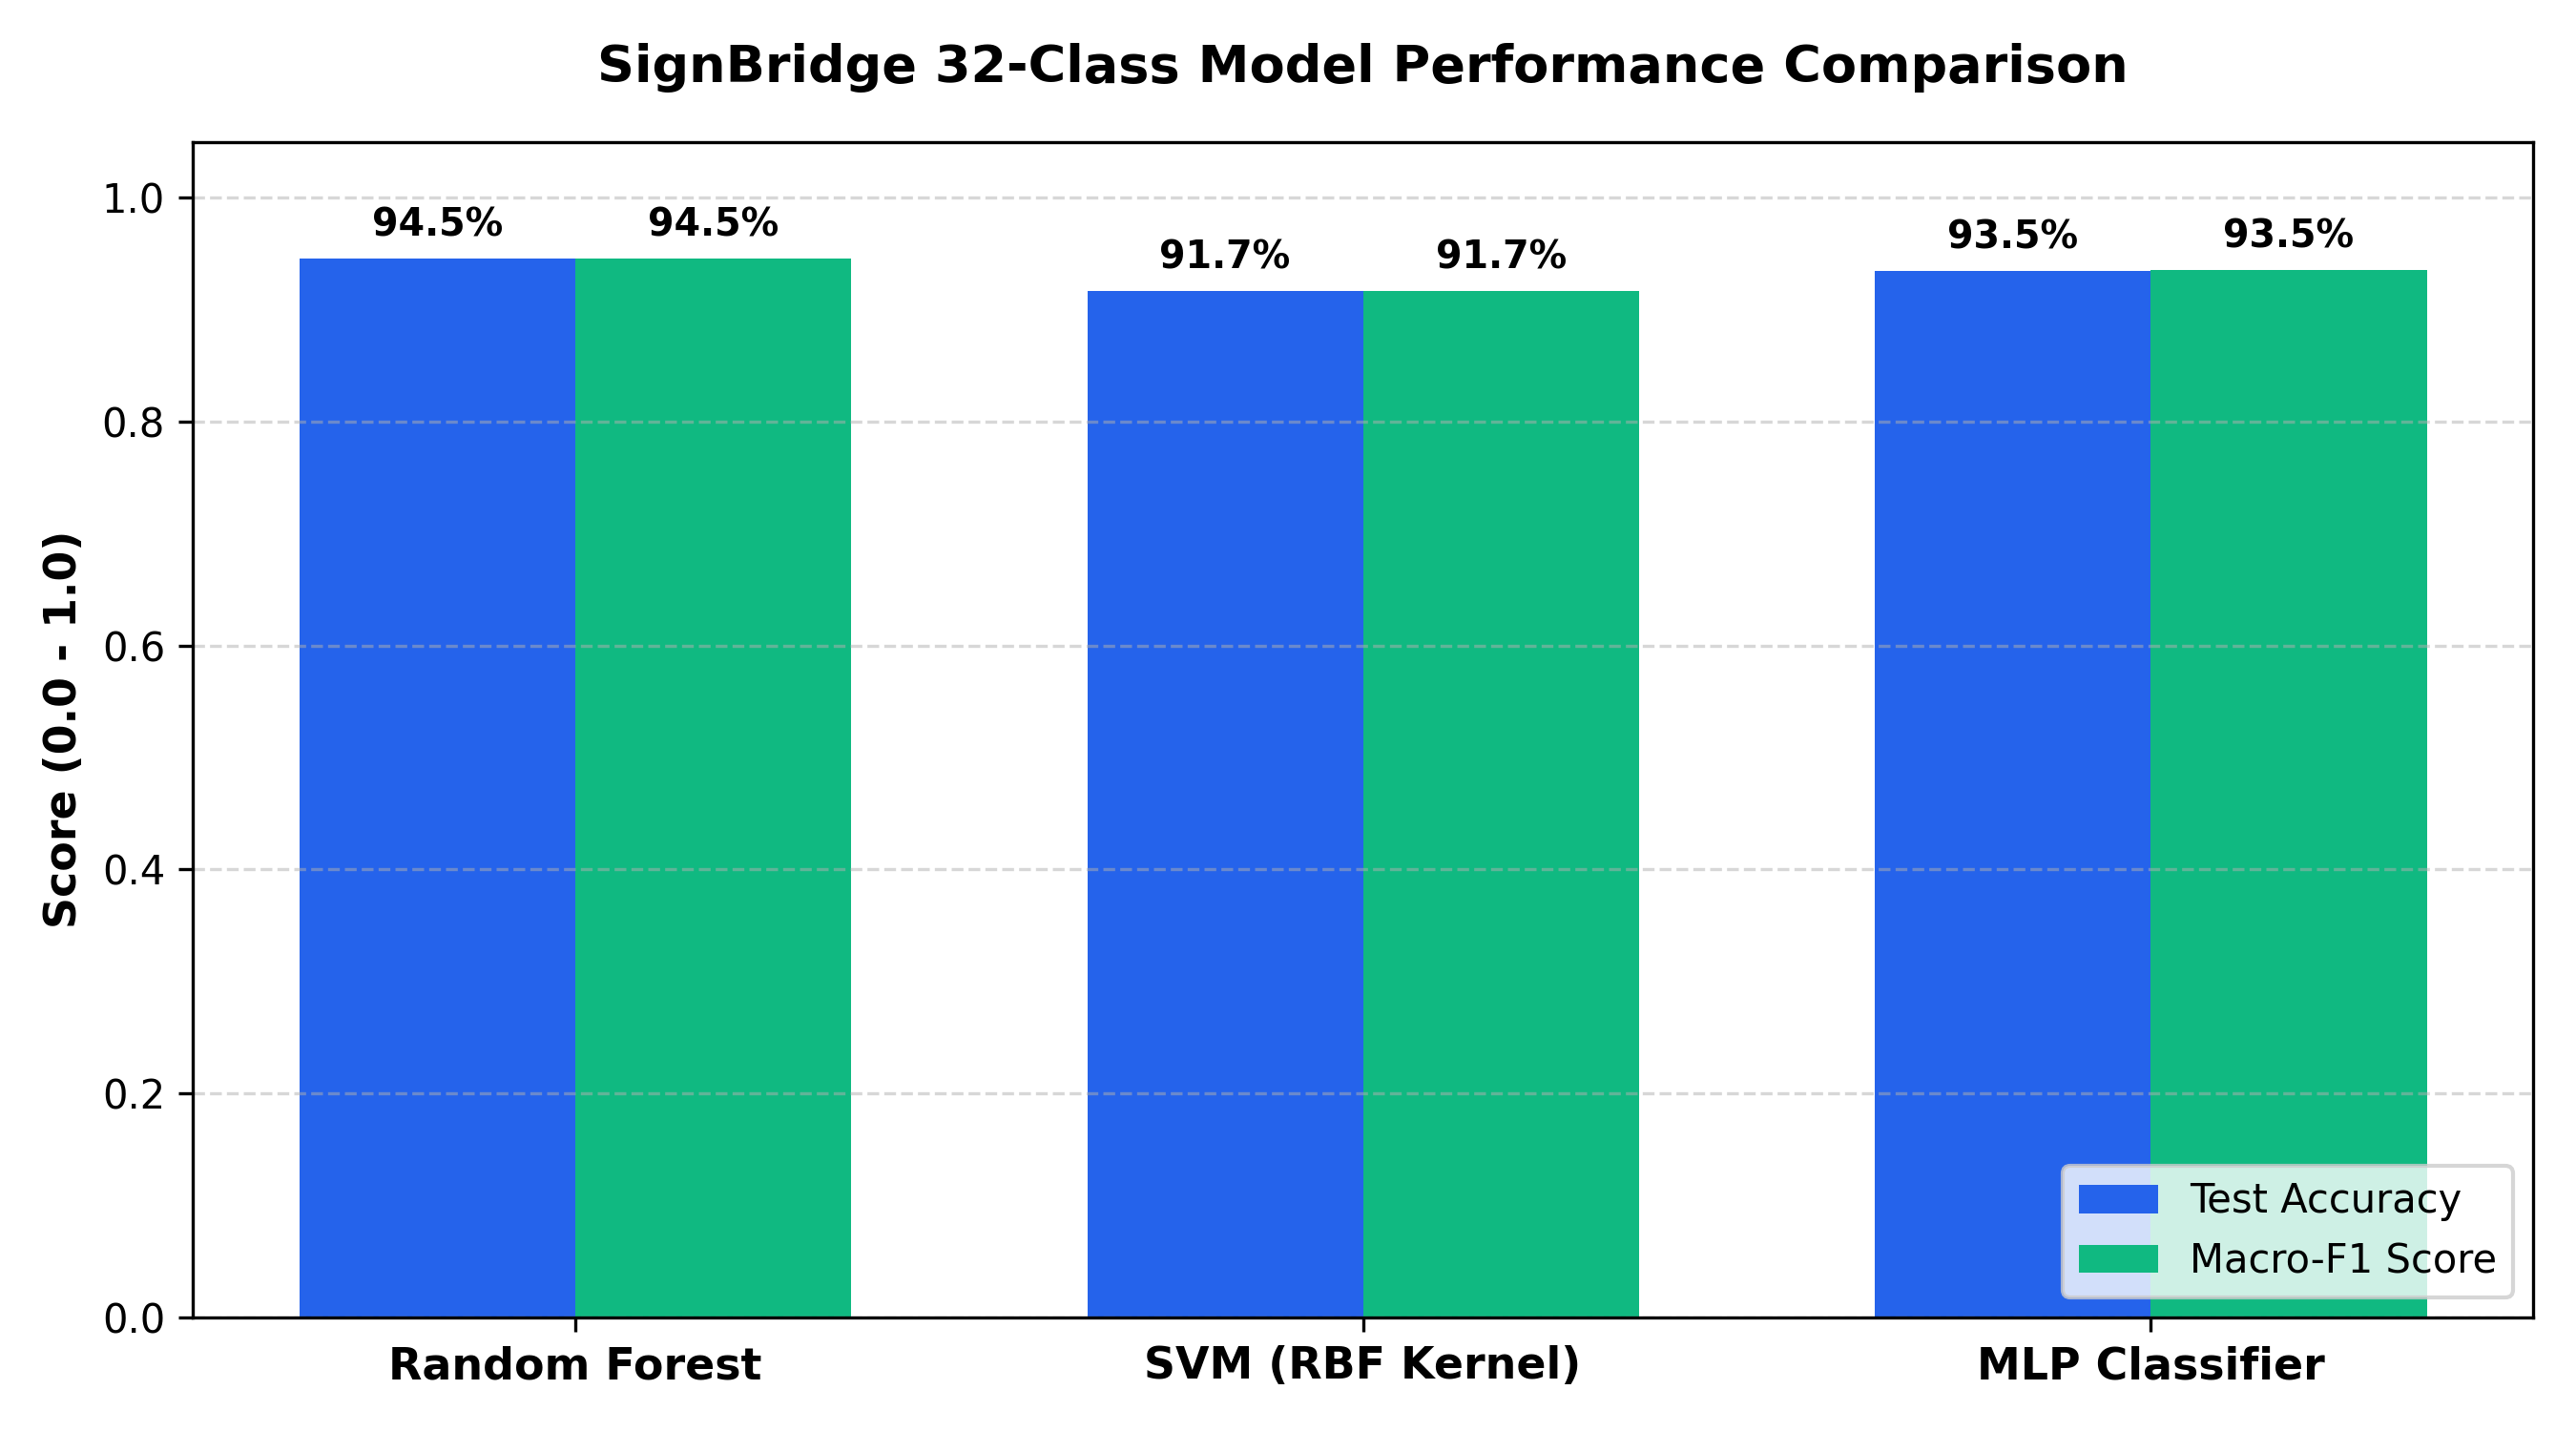 SignBridge 32-Class Model Performance Comparison
Score (0.0 - 1.0)
1.0
0.8
0.6
0.4
0.2
0.0
94.5%
94.5%
91.7%
91.7%
93.5%
93.5%
Test Accuracy
Macro-F1 Score
Random Forest
SVM (RBF Kernel)
MLP Classifier